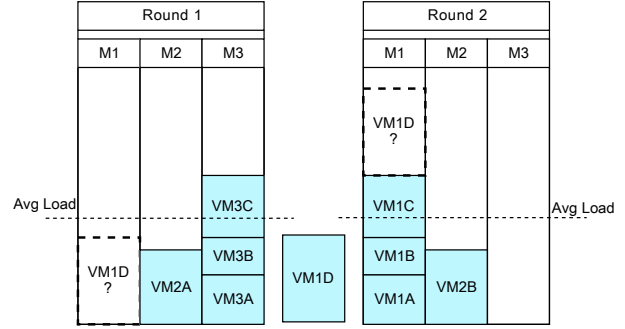 Round 1
Round 2
M1 M2 M3
M1 M2 M3
VM1D
?
Avg Load
VM3C
VM1C
Avg Load
VM3B
VM1B
VM1D
?
VM2A
VM3A
VM1D
VM1A
VM2B